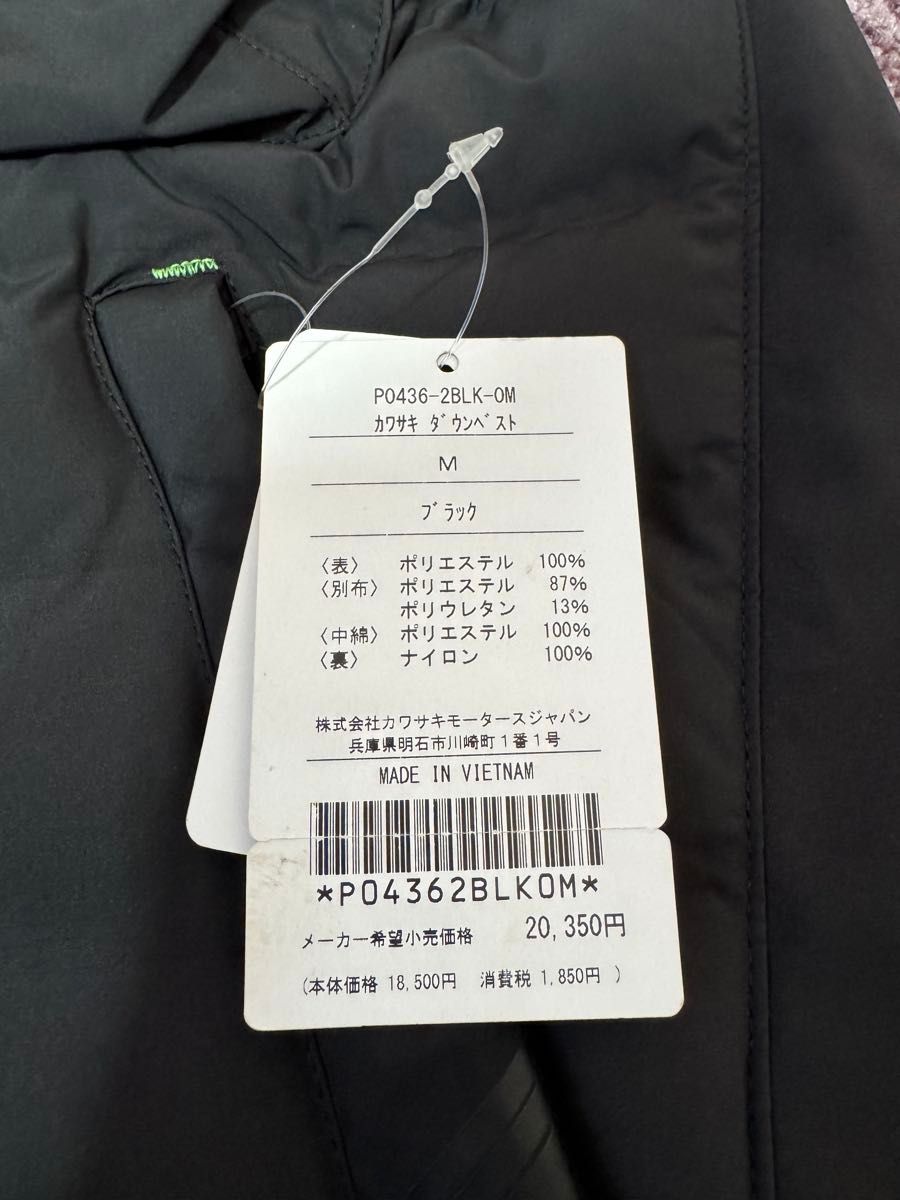 P0436-2BLK-0M
ｶﾜｻｷ ﾀﾞｳﾝﾍﾞｽﾄ
M
ﾌﾞﾗｯｸ
〈表〉 ポリエステル 100%
〈別布〉 ポリエステル 87%
ポリウレタン 13%
〈中綿〉 ポリエステル 100%
〈裏〉 ナイロン 100%
株式会社カワサキモータースジャパン
兵庫県明石市川崎町１番１号
MADE IN VIETNAM
*P04362BLK0M*
メーカー希望小売価格 20,350円
(本体価格 18,500円 消費税 1,850円 )